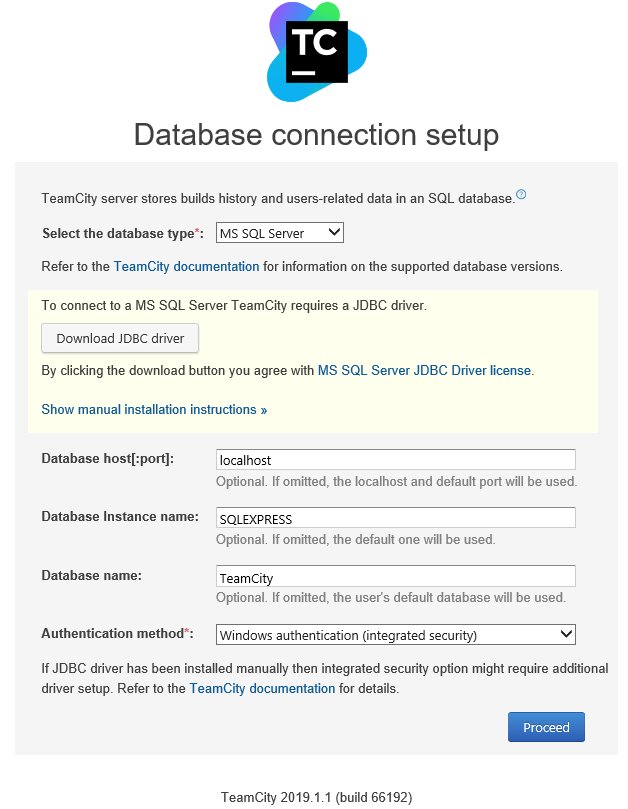 TC
Database connection setup
TeamCity server stores builds history and users-related data in an SQL database.?
Select the database type*: MS SQL Server
Refer to the TeamCity documentation for information on the supported database versions.
To connect to a MS SQL Server TeamCity requires a JDBC driver.
Download JDBC driver
By clicking the download button you agree with MS SQL Server JDBC Driver license.
Show manual installation instructions »
Database host[:port]: localhost
Optional. If omitted, the localhost and default port will be used.
Database Instance name: SQLEXPRESS
Optional. If omitted, the default one will be used.
Database name: TeamCity
Optional. If omitted, the user's default database will be used.
Authentication method*: Windows authentication (integrated security)
If JDBC driver has been installed manually then integrated security option might require additional
driver setup. Refer to the TeamCity documentation for details.
Proceed
TeamCity 2019.1.1 (build 66192)